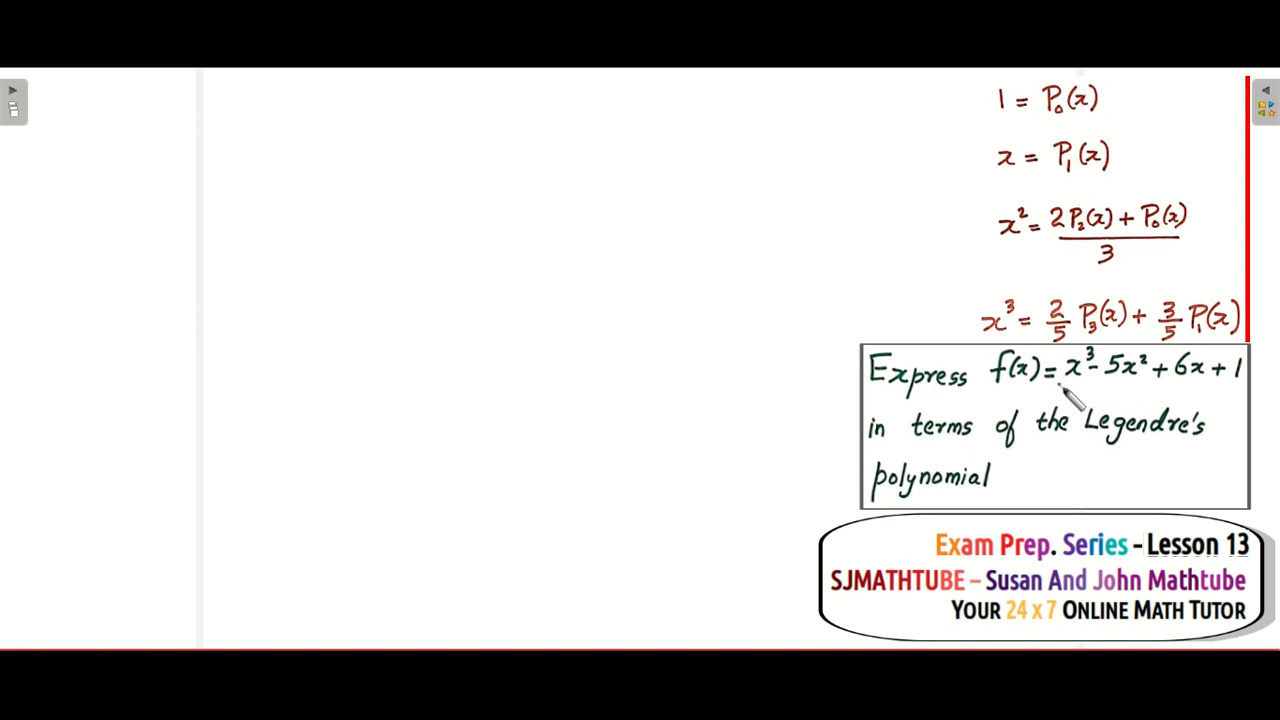 1 = P₀(x)
x = P₁(x)
x² = 2P₂(x) + P₀(x)
3
x³ = 2/5 P₃(x) + 3/5 P₁(x)
Express f(x) = x³ - 5x² + 6x + 1
in terms of the Legendre's
polynomial
Exam Prep. Series - Lesson 13
SJMATHTUBE – Susan And John Mathtube
YOUR 24 x 7 ONLINE MATH TUTOR